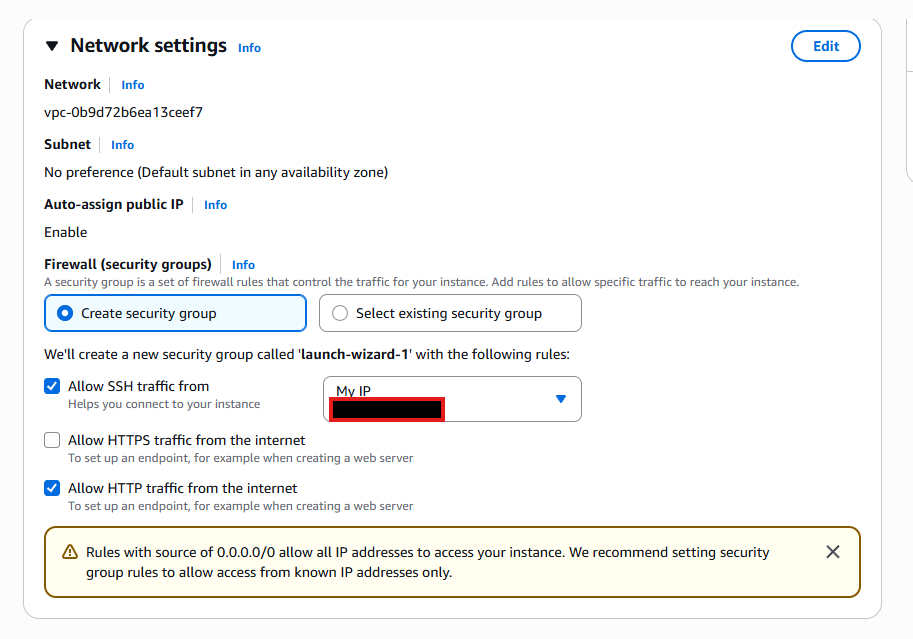 Network settings Info
Edit
Network Info
vpc-0b9d72b6ea13ceef7
Subnet Info
No preference (Default subnet in any availability zone)
Auto-assign public IP Info
Enable
Firewall (security groups) Info
A security group is a set of firewall rules that control the traffic for your instance. Add rules to allow specific traffic to reach your instance.
Create security group
Select existing security group
We'll create a new security group called 'launch-wizard-1' with the following rules:
Allow SSH traffic from
Helps you connect to your instance
My IP
Allow HTTPS traffic from the internet
To set up an endpoint, for example when creating a web server
Allow HTTP traffic from the internet
To set up an endpoint, for example when creating a web server
Rules with source of 0.0.0.0/0 allow all IP addresses to access your instance. We recommend setting security
group rules to allow access from known IP addresses only.